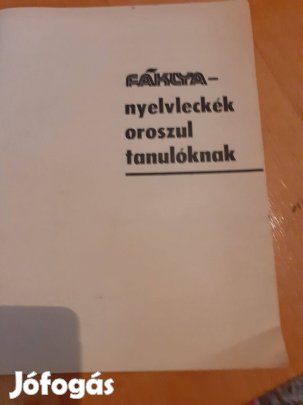 FÁKLYA–
nyelvleckék
oroszul
tanulóknak
Jófogás